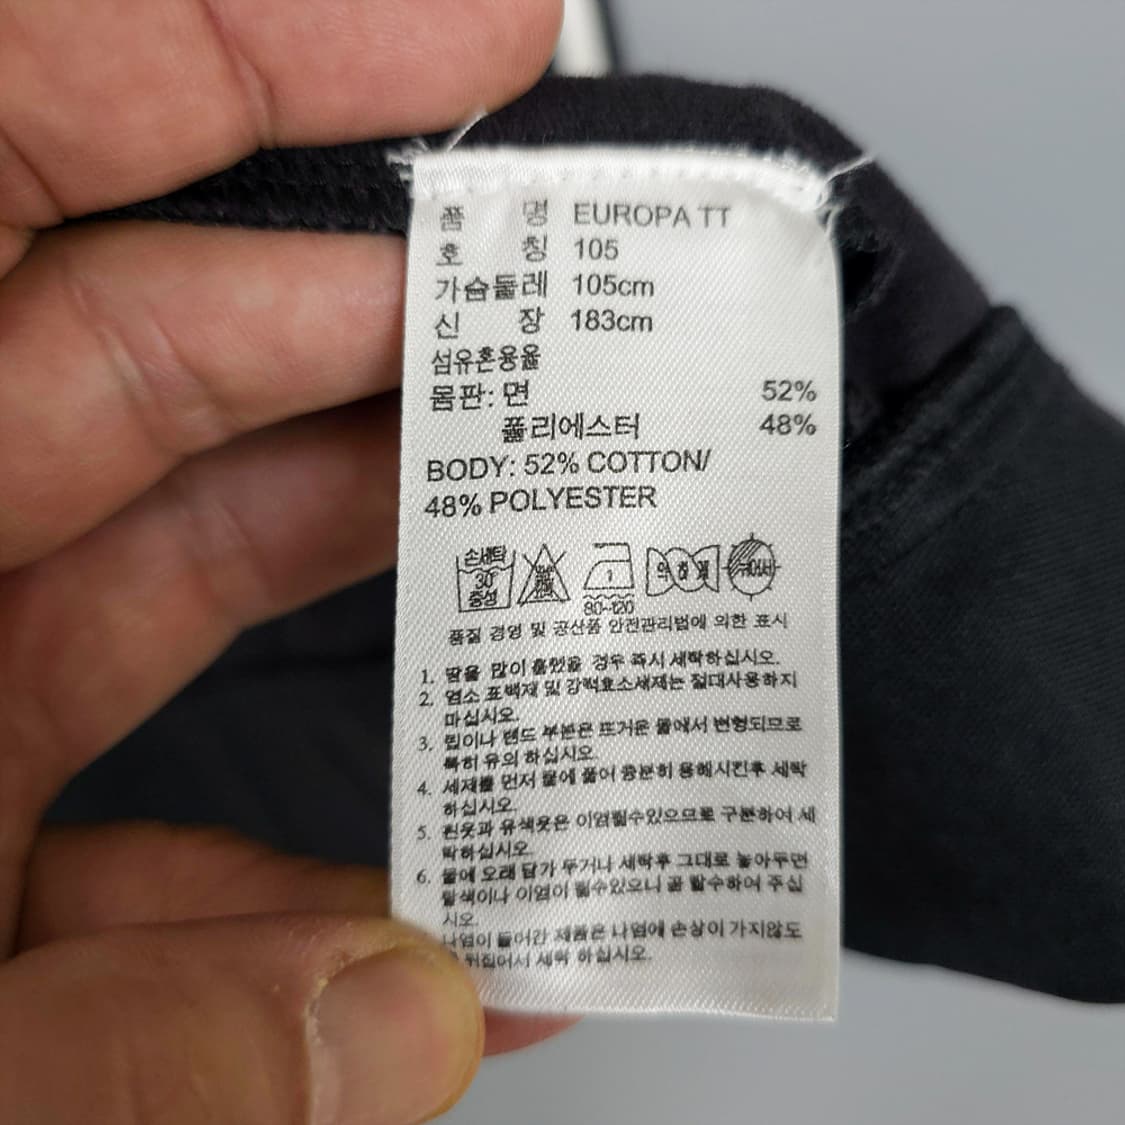 품 명 EUROPA TT
호 칭 105
가슴둘레 105cm
신 장 183cm
섬유혼용율
몸판: 면 52%
폴리에스터 48%
BODY: 52% COTTON/
48% POLYESTER
손세탁 30 중성 1 80~120
품질 경영 및 공산품 안전관리법에 의한 표시
1. 땀을 많이 흘렸을 경우 즉시 세탁하십시오.
2. 염소 표백제 및 강력효소세제는 절대사용하지
마십시오.
3. 립이나 밴드 부분은 뜨거운 물에서 변형되므로
특히 유의 하십시오
4. 세제를 먼저 물에 풀어 충분히 용해시킨후 세탁
하십시오.
5. 흰옷과 유색옷은 이염될수있으므로 구분하여 세
탁하십시오.
6. 물에 오래 담가 두거나 세탁후 그대로 놓아두면
탈색이나 이염이 될수있으니 곧 탈수하여 주십
시오.
나염이 들어간 제품은 나염에 손상이 가지않도
뒤집어서 세탁 하십시오.